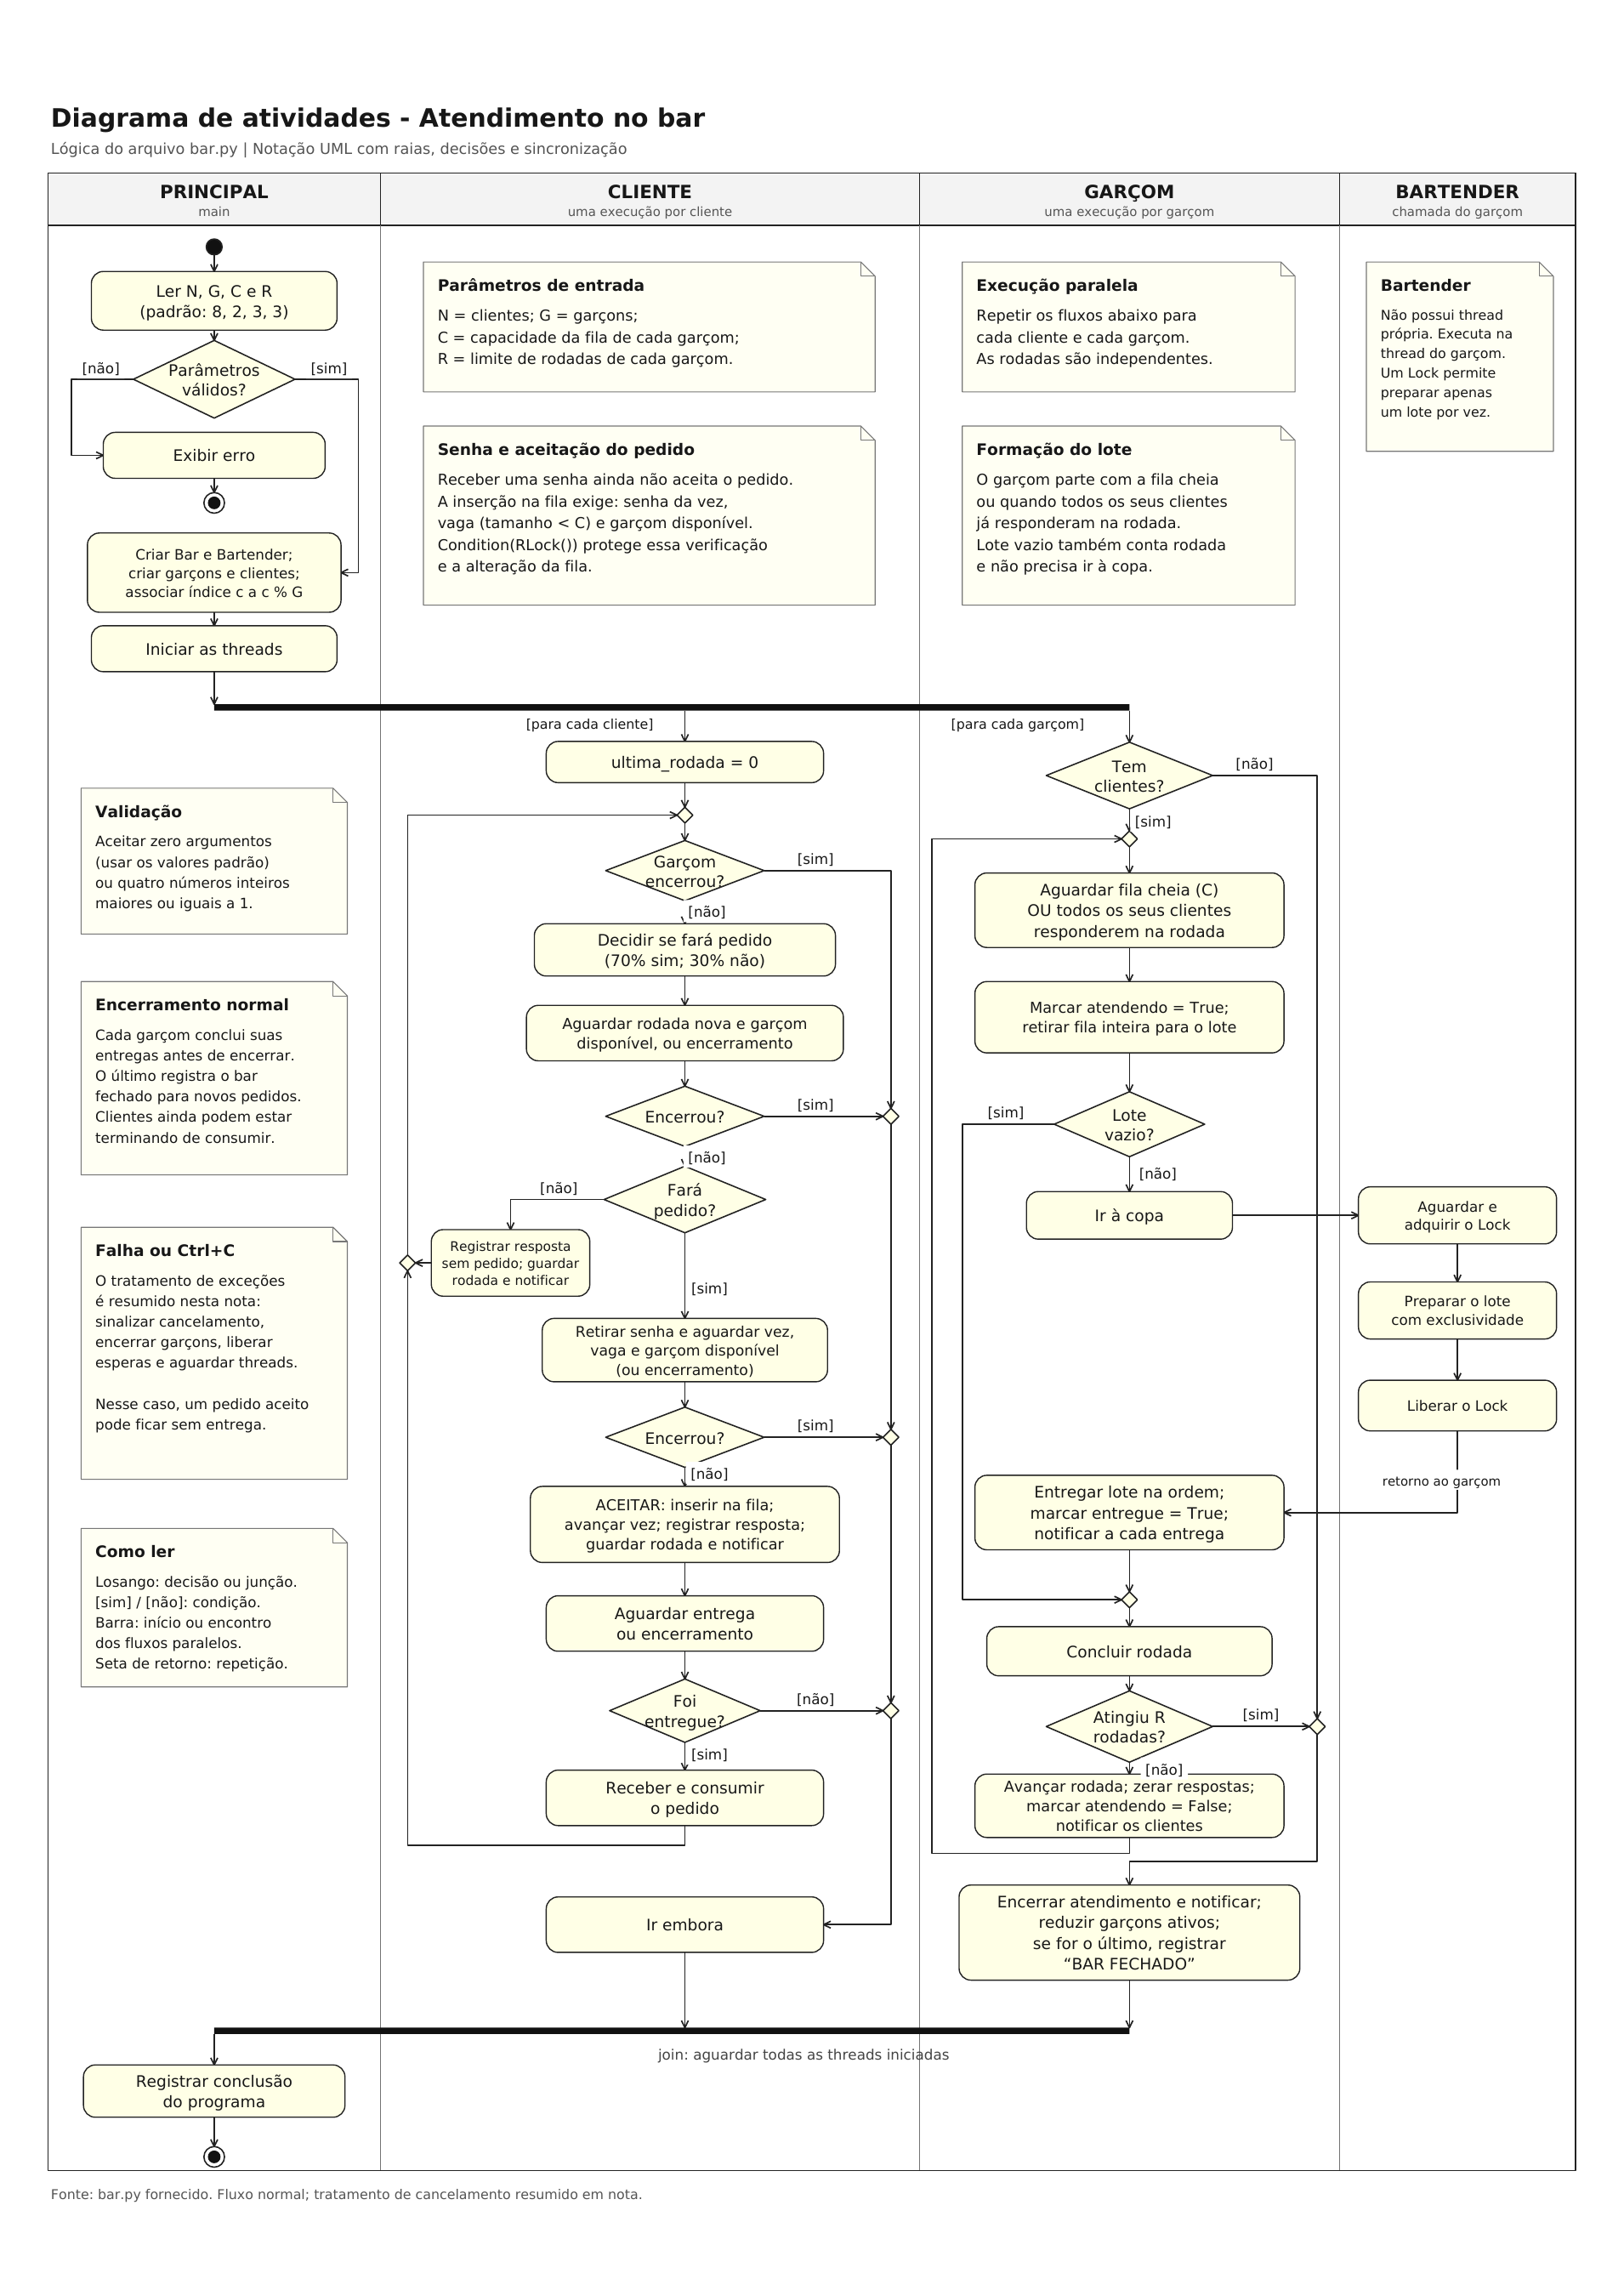 Diagrama de atividades - Atendimento no bar
Lógica do arquivo bar.py | Notação UML com raias, decisões e sincronização
PRINCIPAL
main
CLIENTE
uma execução por cliente
GARÇOM
uma execução por garçom
BARTENDER
chamada do garçom
Ler N, G, C e R
(padrão: 8, 2, 3, 3)
[não]
Parâmetros
válidos?
[sim]
Exibir erro
Criar Bar e Bartender;
criar garçons e clientes;
associar índice c a c % G
Iniciar as threads
Validação
Aceitar zero argumentos
(usar os valores padrão)
ou quatro números inteiros
maiores ou iguais a 1.
Encerramento normal
Cada garçom conclui suas
entregas antes de encerrar.
O último registra o bar
fechado para novos pedidos.
Clientes ainda podem estar
terminando de consumir.
Falha ou Ctrl+C
O tratamento de exceções
é resumido nesta nota:
sinalizar cancelamento,
encerrar garçons, liberar
esperas e aguardar threads.
Nesse caso, um pedido aceito
pode ficar sem entrega.
Como ler
Losango: decisão ou junção.
[sim] / [não]: condição.
Barra: início ou encontro
dos fluxos paralelos.
Seta de retorno: repetição.
Registrar conclusão
do programa
Parâmetros de entrada
N = clientes; G = garçons;
C = capacidade da fila de cada garçom;
R = limite de rodadas de cada garçom.
Senha e aceitação do pedido
Receber uma senha ainda não aceita o pedido.
A inserção na fila exige: senha da vez,
vaga (tamanho < C) e garçom disponível.
Condition(RLock()) protege essa verificação
e a alteração da fila.
[para cada cliente]
ultima_rodada = 0
Garçom
encerrou?
[sim]
[não]
Decidir se fará pedido
(70% sim; 30% não)
Aguardar rodada nova e garçom
disponível, ou encerramento
Encerrou?
[sim]
[não]
[não]
Fará
pedido?
Registrar resposta
sem pedido; guardar
rodada e notificar
[sim]
Retirar senha e aguardar vez,
vaga e garçom disponível
(ou encerramento)
Encerrou?
[sim]
[não]
ACEITAR: inserir na fila;
avançar vez; registrar resposta;
guardar rodada e notificar
Aguardar entrega
ou encerramento
Foi
entregue?
[não]
[sim]
Receber e consumir
o pedido
Ir embora
join: aguardar todas as threads iniciadas
Execução paralela
Repetir os fluxos abaixo para
cada cliente e cada garçom.
As rodadas são independentes.
Formação do lote
O garçom parte com a fila cheia
ou quando todos os seus clientes
já responderam na rodada.
Lote vazio também conta rodada
e não precisa ir à copa.
[para cada garçom]
Tem
clientes?
[não]
[sim]
Aguardar fila cheia (C)
OU todos os seus clientes
responderem na rodada
Marcar atendendo = True;
retirar fila inteira para o lote
[sim]
Lote
vazio?
[não]
Ir à copa
Entregar lote na ordem;
marcar entregue = True;
notificar a cada entrega
Concluir rodada
Atingiu R
rodadas?
[sim]
[não]
Avançar rodada; zerar respostas;
marcar atendendo = False;
notificar os clientes
Encerrar atendimento e notificar;
reduzir garçons ativos;
se for o último, registrar
“BAR FECHADO”
Bartender
Não possui thread
própria. Executa na
thread do garçom.
Um Lock permite
preparar apenas
um lote por vez.
Aguardar e
adquirir o Lock
Preparar o lote
com exclusividade
Liberar o Lock
retorno ao garçom
Fonte: bar.py fornecido. Fluxo normal; tratamento de cancelamento resumido em nota.